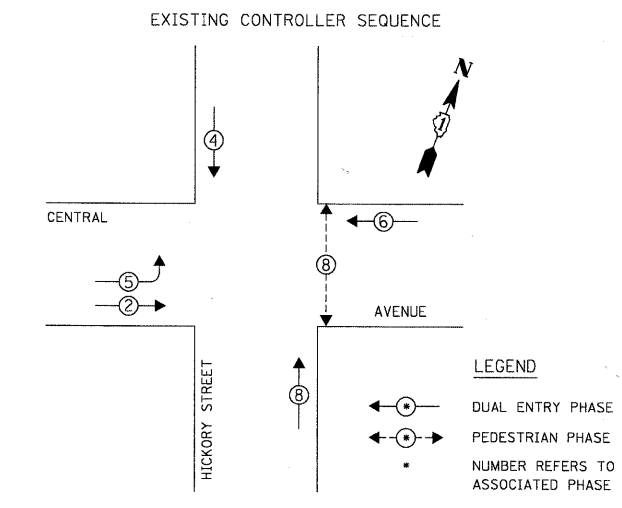 EXISTING CONTROLLER SEQUENCE
N
1
4
CENTRAL
6
5
8
2
AVENUE
HICKORY STREET
8
LEGEND
* DUAL ENTRY PHASE
* PEDESTRIAN PHASE
* NUMBER REFERS TO
ASSOCIATED PHASE